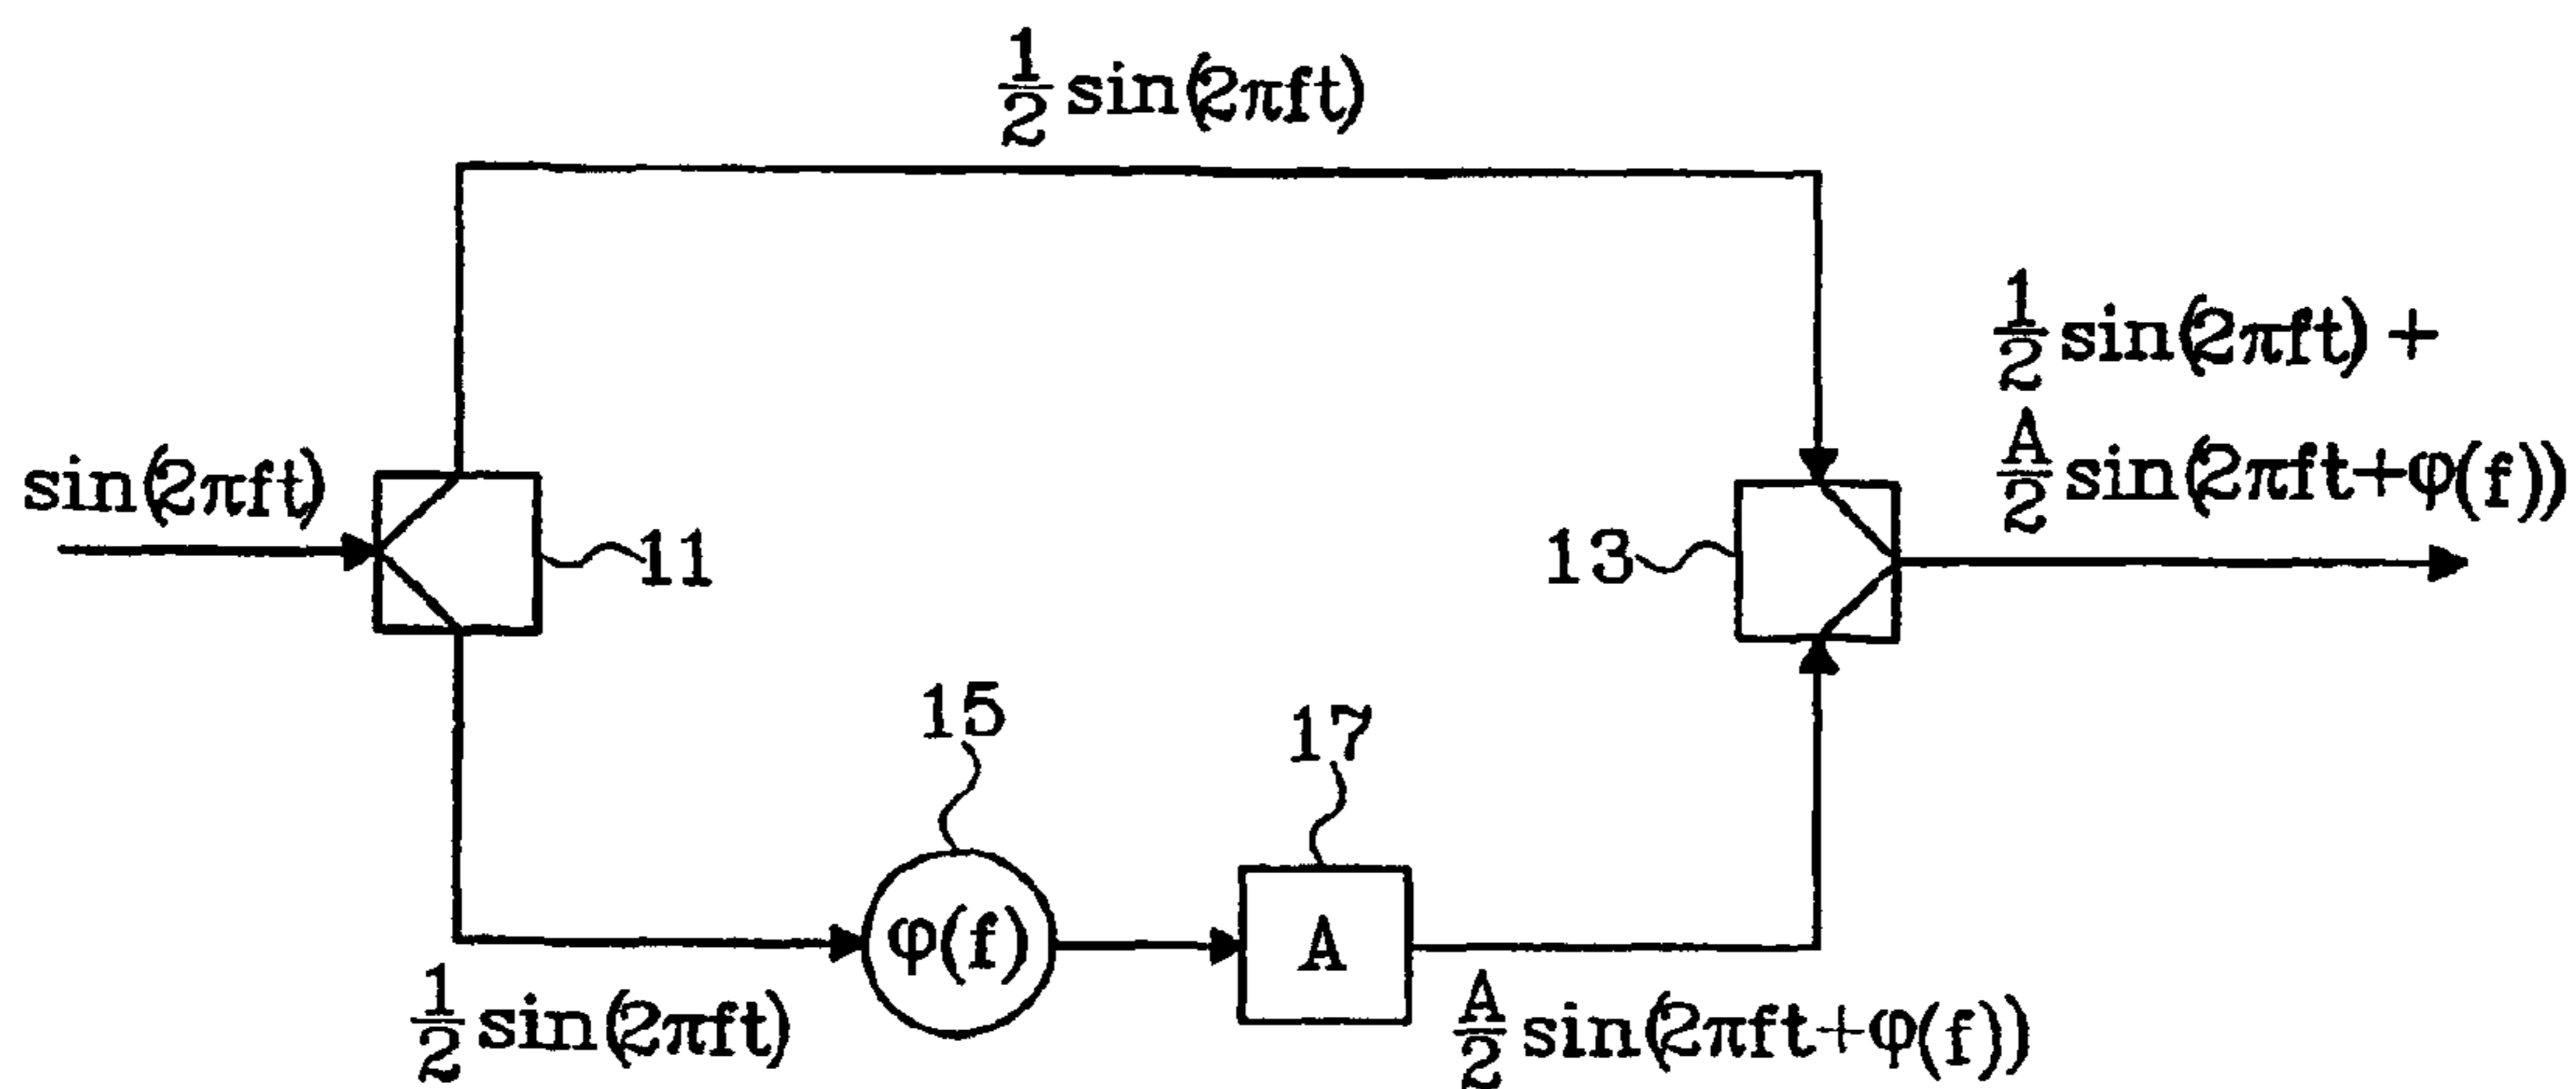 1/2 sin(2πft)
sin(2πft)
11
13
1/2 sin(2πft) +
A/2 sin(2πft+φ(f))
15
17
φ(f)
A
1/2 sin(2πft)
A/2 sin(2πft+φ(f))